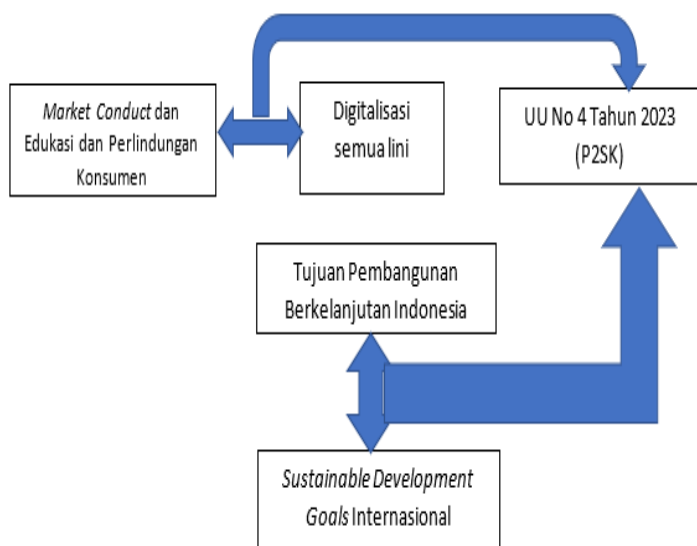 Market Conduct dan
Edukasi dan Perlindungan
Konsumen
Digitalisasi
semua lini
UU No 4 Tahun 2023
(P2SK)
Tujuan Pembangunan
Berkelanjutan Indonesia
Sustainable Development
Goals Internasional